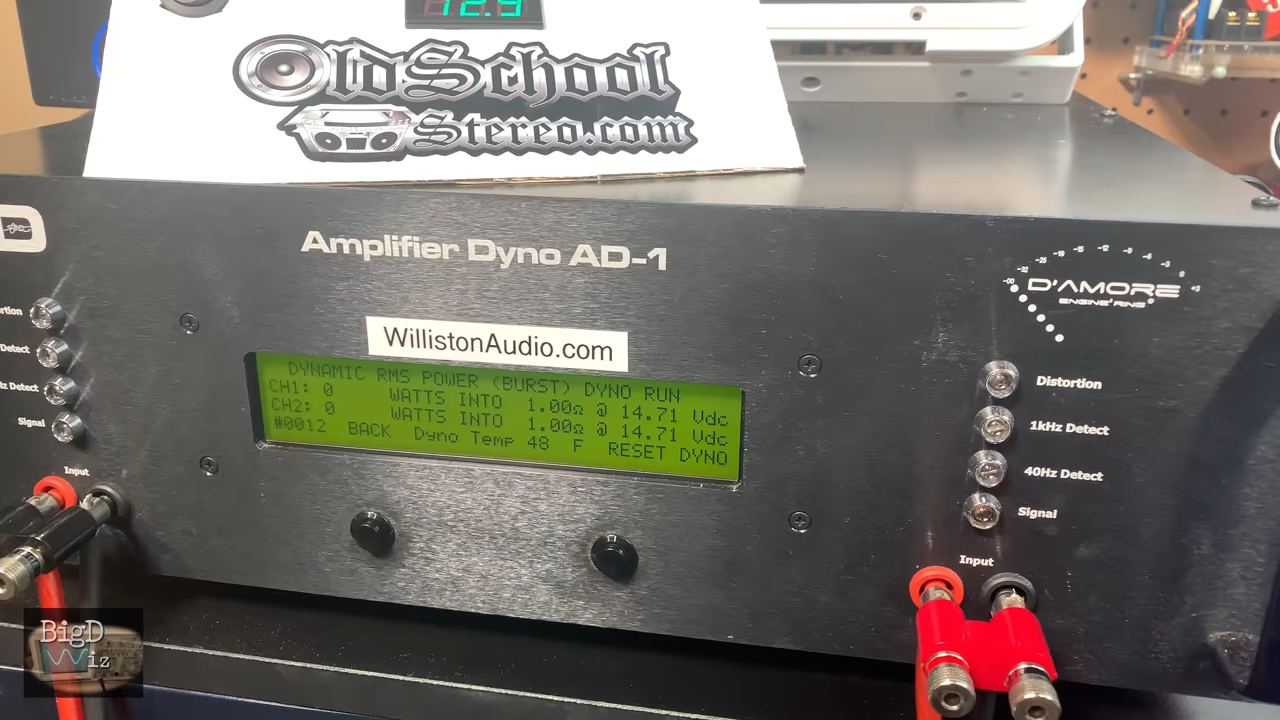 12.9
OldSchool
Stereo.com
Amplifier Dyno AD-1
D'AMORE
ENGINEERING
WillistonAudio.com
DYNAMIC RMS POWER (BURST) DYNO RUN
CH1: 0 WATTS INTO 1.00Ω @ 14.71 Vdc
CH2: 0 WATTS INTO 1.00Ω @ 14.71 Vdc
#0012 BACK Dyno Temp 48 F RESET DYNO
Detect
Signal
Input
Distortion
1kHz Detect
40Hz Detect
Signal
Input
BigD
Wiz